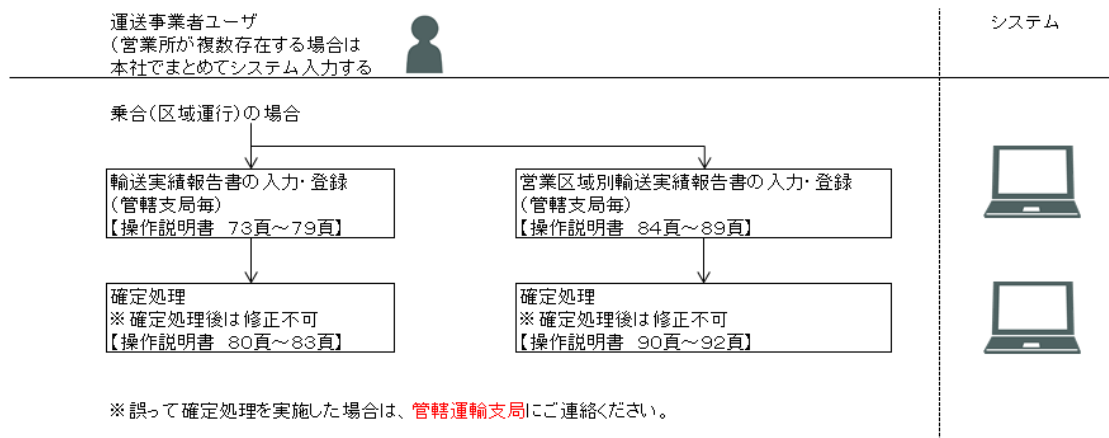 運送事業者ユーザ
(営業所が複数存在する場合は
本社でまとめてシステム入力する
システム
乗合(区域運行)の場合
輸送実績報告書の入力・登録
(管轄支局毎)
【操作説明書 73頁～79頁】
営業区域別輸送実績報告書の入力・登録
(管轄支局毎)
【操作説明書 84頁～89頁】
確定処理
※確定処理後は修正不可
【操作説明書 80頁～83頁】
確定処理
※確定処理後は修正不可
【操作説明書 90頁～92頁】
※誤って確定処理を実施した場合は、管轄運輸支局にご連絡ください。